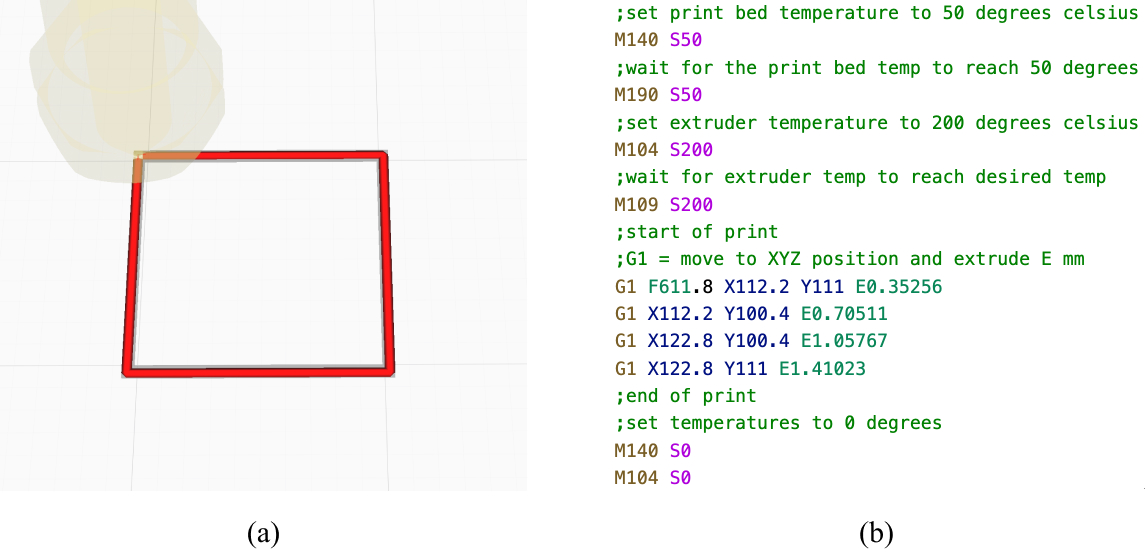 ;set print bed temperature to 50 degrees celsius
M140 S50
;wait for the print bed temp to reach 50 degrees
M190 S50
;set extruder temperature to 200 degrees celsius
M104 S200
;wait for extruder temp to reach desired temp
M109 S200
;start of print
;G1 = move to XYZ position and extrude E mm
G1 F611.8 X112.2 Y111 E0.35256
G1 X112.2 Y100.4 E0.70511
G1 X122.8 Y100.4 E1.05767
G1 X122.8 Y111 E1.41023
;end of print
;set temperatures to 0 degrees
M140 S0
M104 S0
(a)
(b)